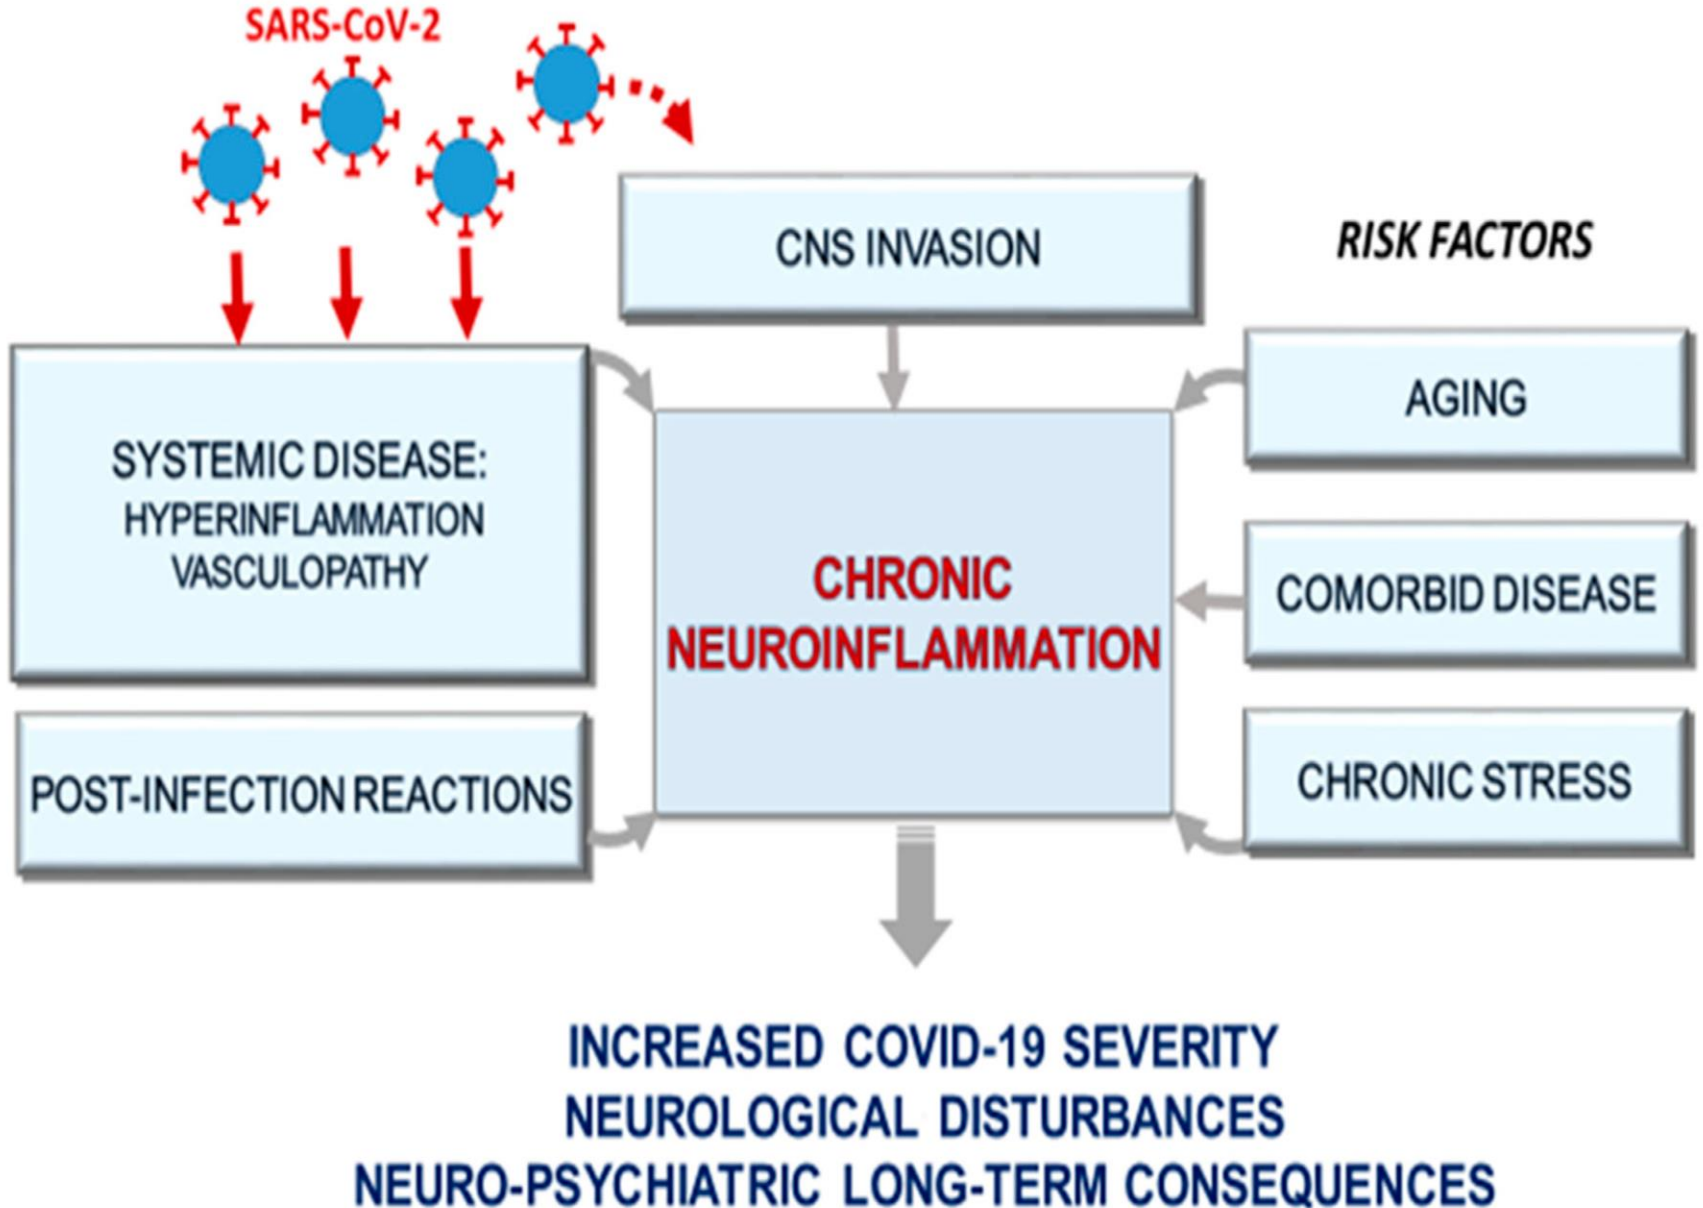 SARS-CoV-2
CNS INVASION
RISK FACTORS
AGING
SYSTEMIC DISEASE:
HYPERINFLAMMATION
VASCULOPATHY
CHRONIC
NEUROINFLAMMATION
COMORBID DISEASE
POST-INFECTION REACTIONS
CHRONIC STRESS
INCREASED COVID-19 SEVERITY
NEUROLOGICAL DISTURBANCES
NEURO-PSYCHIATRIC LONG-TERM CONSEQUENCES